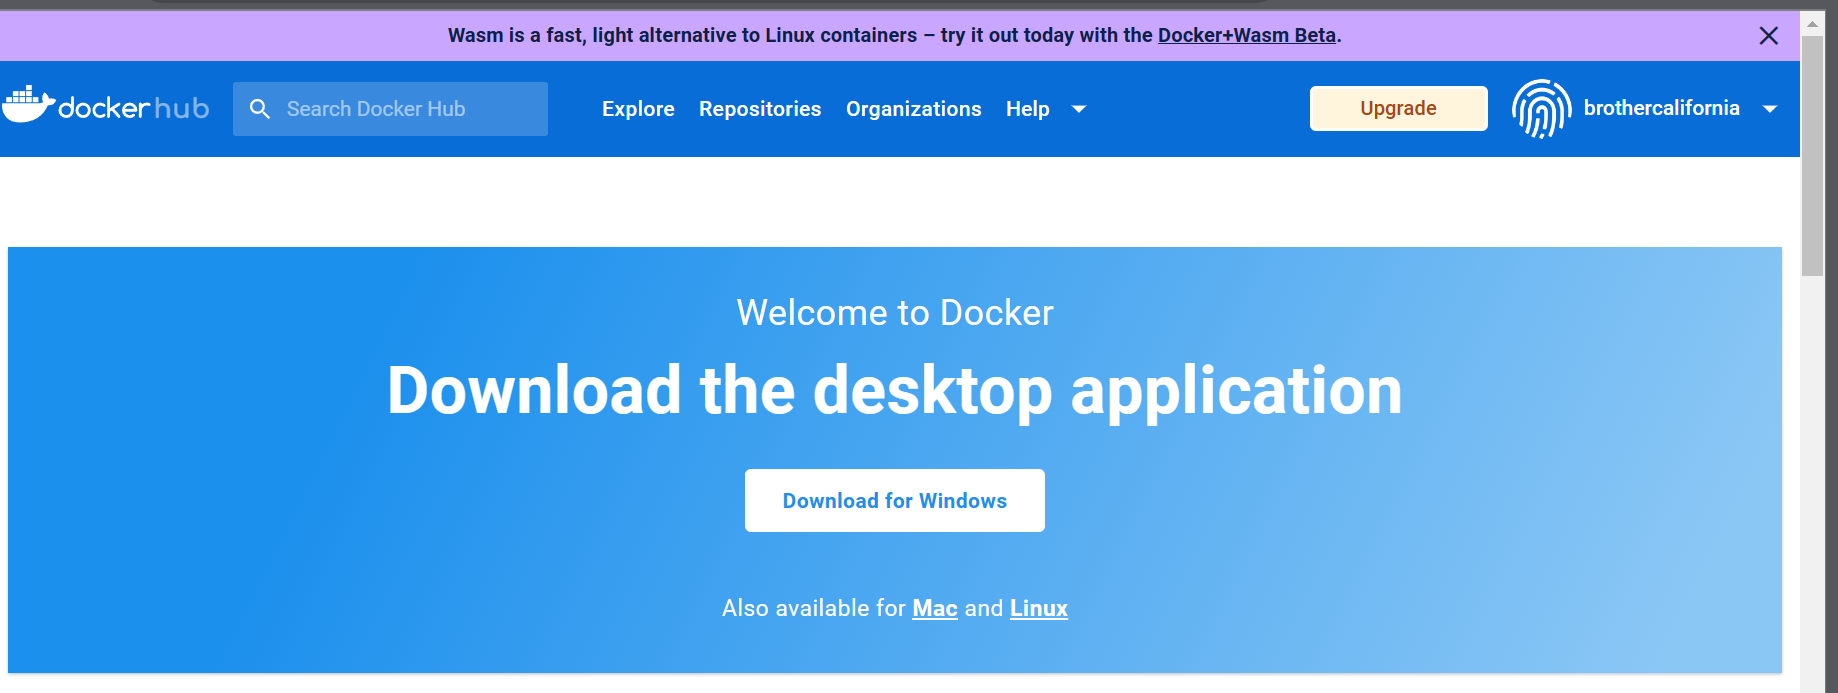 Wasm is a fast, light alternative to Linux containers – try it out today with the Docker+Wasm Beta.
docker hub
Search Docker Hub
Explore
Repositories
Organizations
Help
Upgrade
brothercalifornia
Welcome to Docker
Download the desktop application
Download for Windows
Also available for Mac and Linux